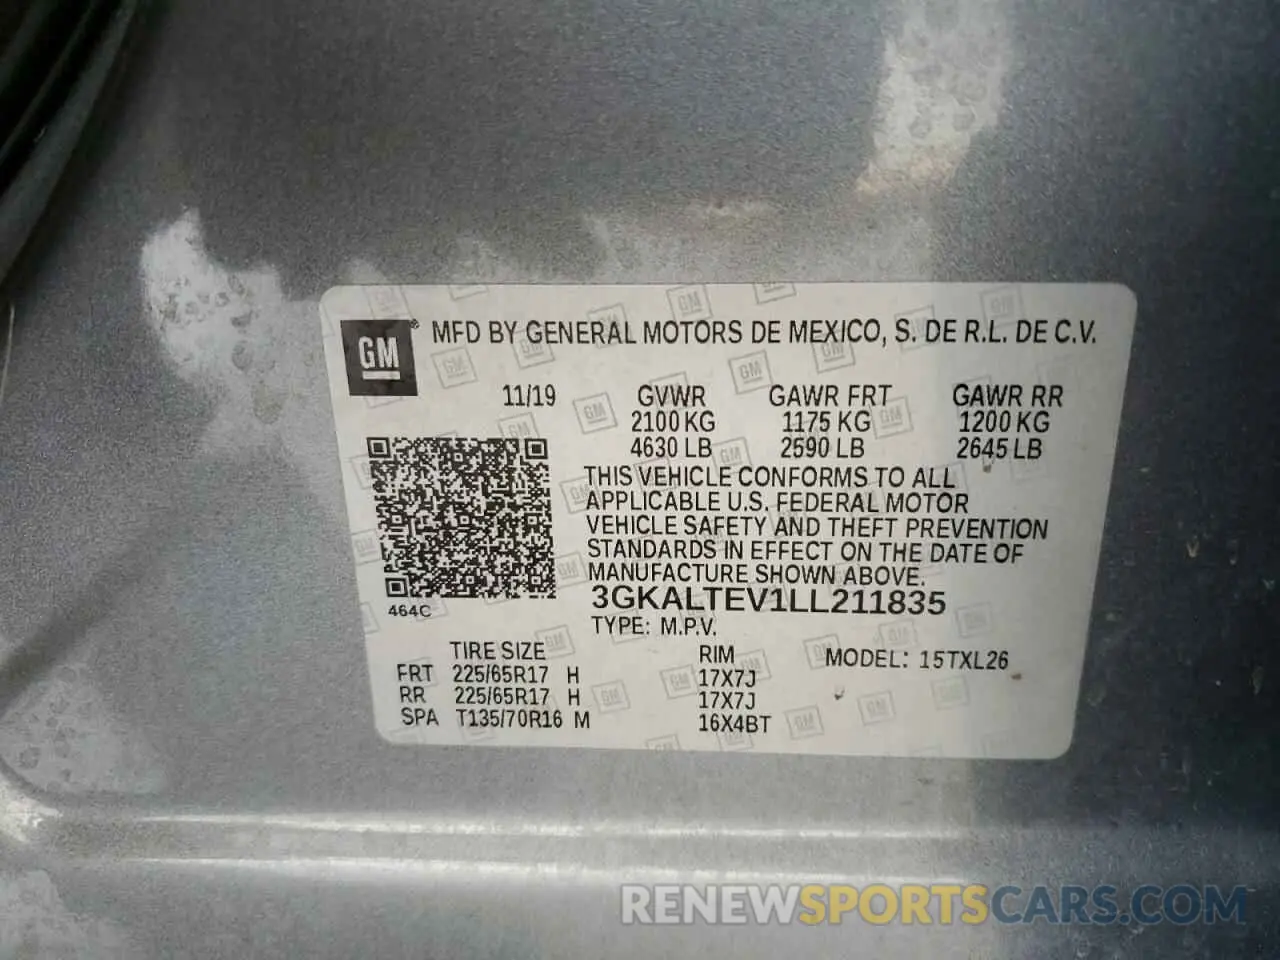 GM® MFD BY GENERAL MOTORS DE MEXICO, S. DE R.L. DE C.V.
11/19 GVWR GAWR FRT GAWR RR
2100 KG 1175 KG 1200 KG
4630 LB 2590 LB 2645 LB
THIS VEHICLE CONFORMS TO ALL
APPLICABLE U.S. FEDERAL MOTOR
VEHICLE SAFETY AND THEFT PREVENTION
STANDARDS IN EFFECT ON THE DATE OF
MANUFACTURE SHOWN ABOVE.
464C
3GKALTEV1LL211835
TYPE: M.P.V.
TIRE SIZE RIM MODEL: 15TXL26
FRT 225/65R17 H 17X7J
RR 225/65R17 H 17X7J
SPA T135/70R16 M 16X4BT
RENEWSPORTSCARS.COM